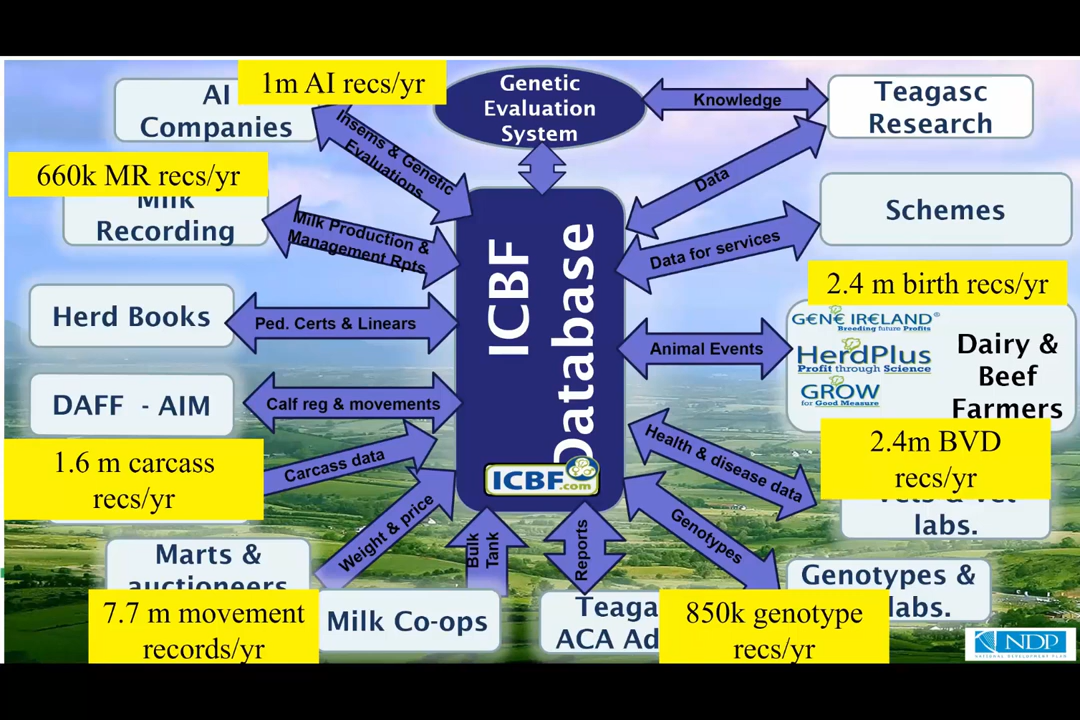 1m AI recs/yr
AI
Companies
Insems & Genetic
Evaluations
Genetic
Evaluation
System
Knowledge
Teagasc
Research
Data
660k MR recs/yr
Milk
Recording
Milk Production &
Management Rpts
Schemes
Data for services
2.4 m birth recs/yr
Herd Books
Ped. Certs & Linears
ICBF
Database
Animal Events
GENE IRELAND®
Breeding future Profits
HerdPlus
Profit through Science
GROW
for Good Measure
Dairy &
Beef
Farmers
DAFF - AIM
Calf reg & movements
1.6 m carcass
recs/yr
Carcass data
ICBF.com
Health & disease data
2.4m BVD
recs/yr
labs.
Marts &
auctioneers
Weight & price
Bulk
Tank
Reports
Genotypes
Genotypes &
labs.
7.7 m movement
records/yr
Milk Co-ops
Teaga
ACA Ad
850k genotype
recs/yr
NDP
NATIONAL DEVELOPMENT PLAN